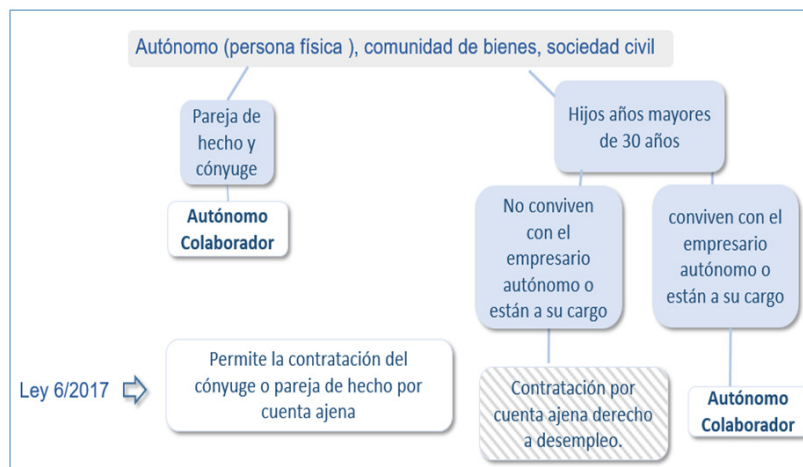 Autónomo (persona física ), comunidad de bienes, sociedad civil
Pareja de
hecho y
cónyuge
Autónomo
Colaborador
Hijos años mayores
de 30 años
No conviven
con el
empresario
autónomo o
están a su cargo
conviven con el
empresario
autónomo o
están a su cargo
Ley 6/2017
Permite la contratación del
cónyuge o pareja de hecho por
cuenta ajena
Contratación por
cuenta ajena derecho
a desempleo.
Autónomo
Colaborador